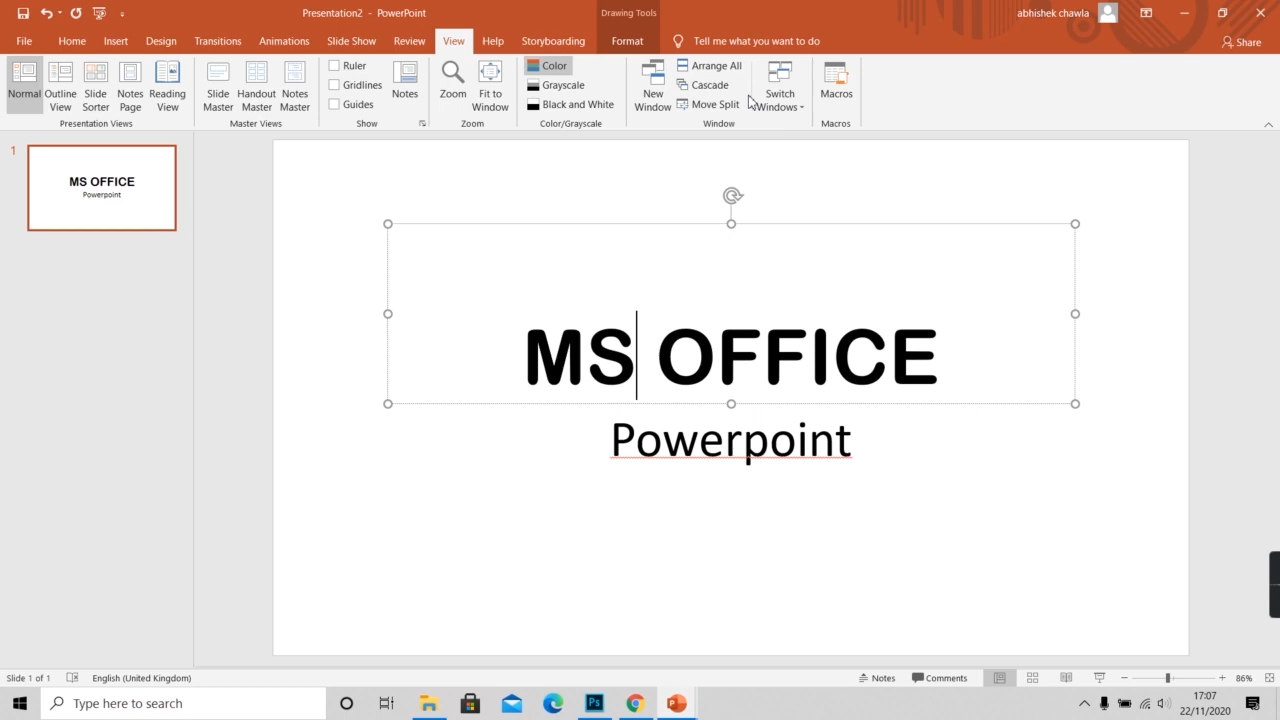 Presentation2 - PowerPoint
Drawing Tools
abhishek chawla
File Home Insert Design Transitions Animations Slide Show Review View Help Storyboarding Format Tell me what you want to do Share
Normal Outline View Slide Sorter Notes Page Reading View
Presentation Views
Slide Master Handout Master Notes Master
Master Views
Ruler
Gridlines
Guides
Notes
Show
Zoom Fit to Window
Zoom
Color
Grayscale
Black and White
Color/Grayscale
New Window
Arrange All
Cascade
Move Split
Switch Windows
Window
Macros
Macros
1
MS OFFICE
Powerpoint
MS OFFICE
Powerpoint
Slide 1 of 1 English (United Kingdom) Notes Comments 86%
Type here to search
Ps
17:07
22/11/2020